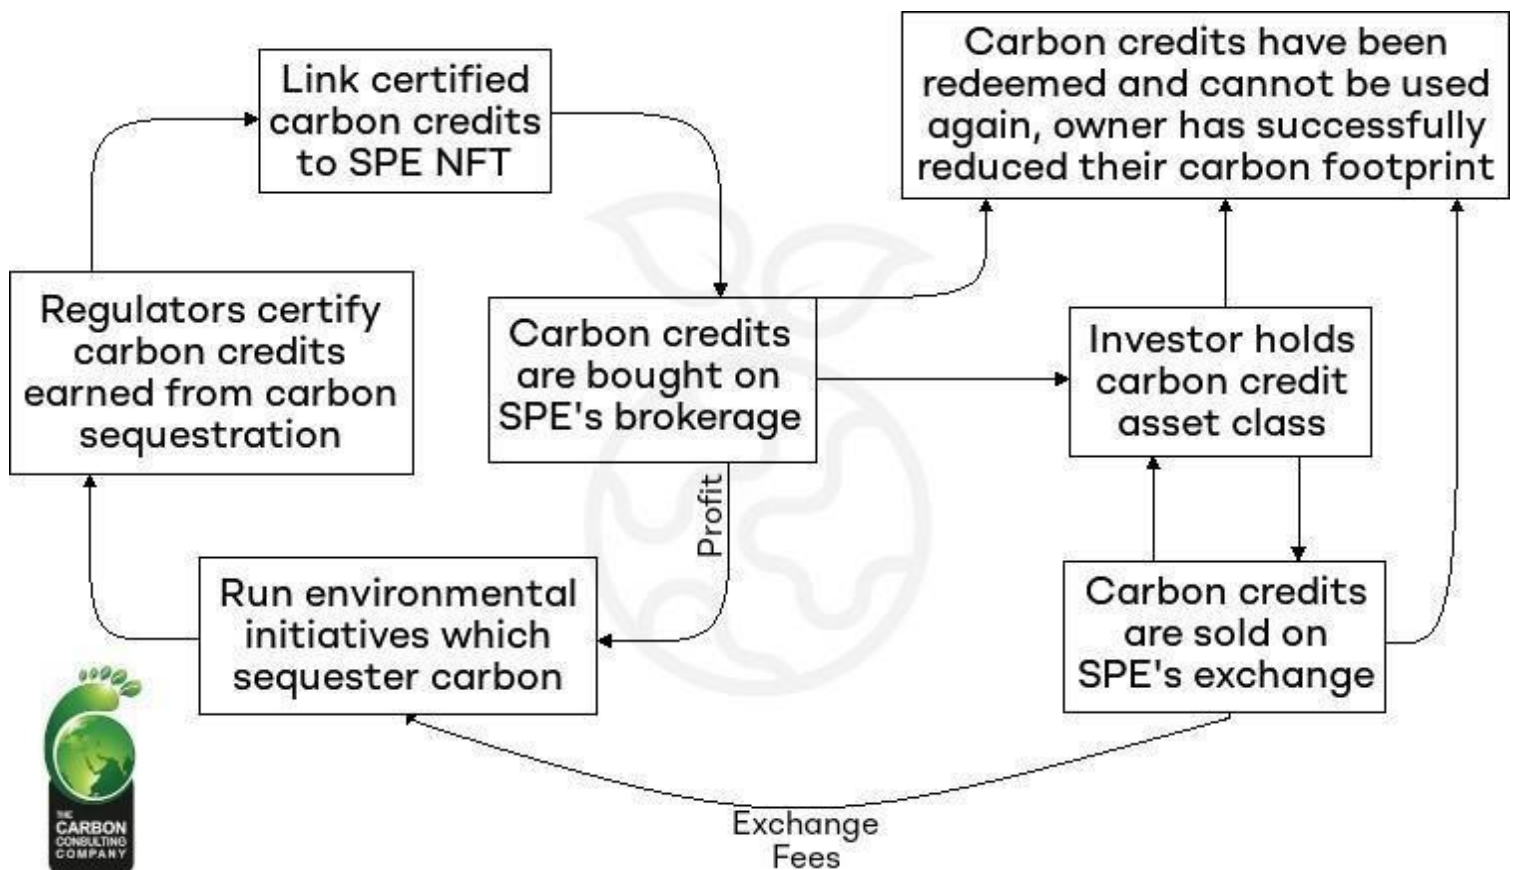 Link certified
carbon credits
to SPE NFT
Carbon credits have been
redeemed and cannot be used
again, owner has successfully
reduced their carbon footprint
Regulators certify
carbon credits
earned from carbon
sequestration
Carbon credits
are bought on
SPE's brokerage
Investor holds
carbon credit
asset class
Profit
Run environmental
initiatives which
sequester carbon
Carbon credits
are sold on
SPE's exchange
Exchange
Fees
THE
CARBON
CONSULTING
COMPANY